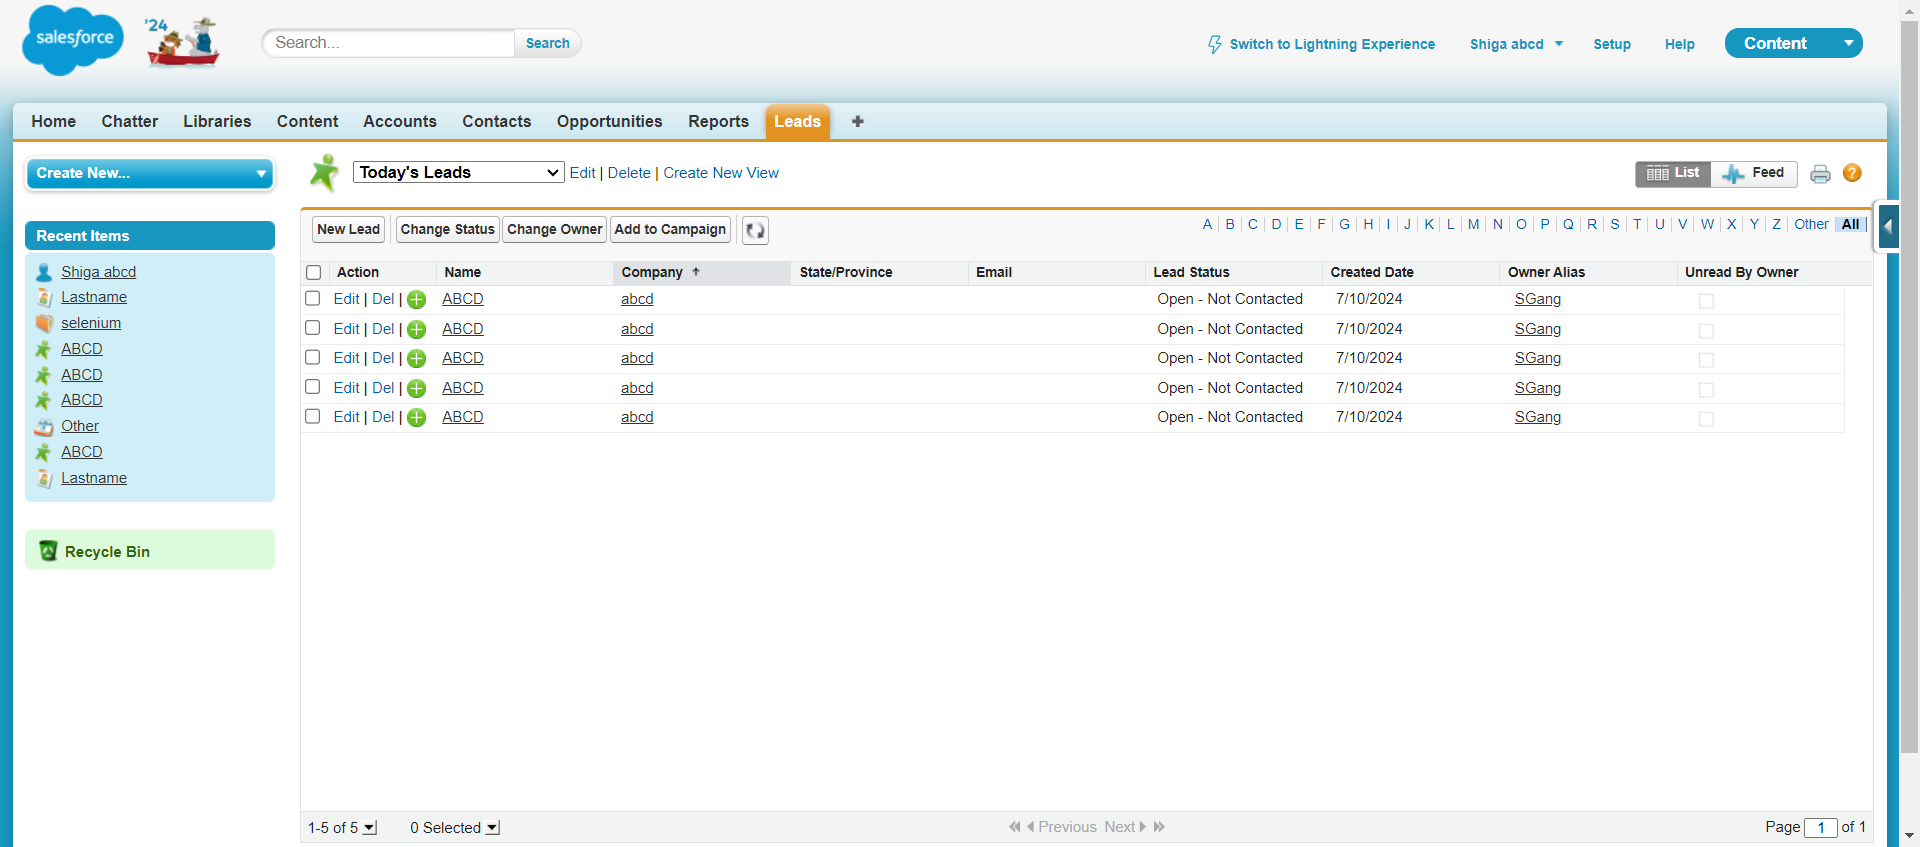 salesforce
'24
Search...
Search
Switch to Lightning Experience
Shiga abcd
Setup
Help
Content
Home
Chatter
Libraries
Content
Accounts
Contacts
Opportunities
Reports
Leads
+
Create New...
Today's Leads
Edit | Delete | Create New View
List
Feed
?
Recent Items
Shiga abcd
Lastname
selenium
ABCD
ABCD
ABCD
Other
ABCD
Lastname
Recycle Bin
New Lead
Change Status
Change Owner
Add to Campaign
A | B | C | D | E | F | G | H | I | J | K | L | M | N | O | P | Q | R | S | T | U | V | W | X | Y | Z | Other | All
Action Name Company State/Province Email Lead Status Created Date Owner Alias Unread By Owner
Edit | Del | ABCD abcd Open - Not Contacted 7/10/2024 SGang
Edit | Del | ABCD abcd Open - Not Contacted 7/10/2024 SGang
Edit | Del | ABCD abcd Open - Not Contacted 7/10/2024 SGang
Edit | Del | ABCD abcd Open - Not Contacted 7/10/2024 SGang
Edit | Del | ABCD abcd Open - Not Contacted 7/10/2024 SGang
1-5 of 5
0 Selected
Previous Next
Page 1 of 1